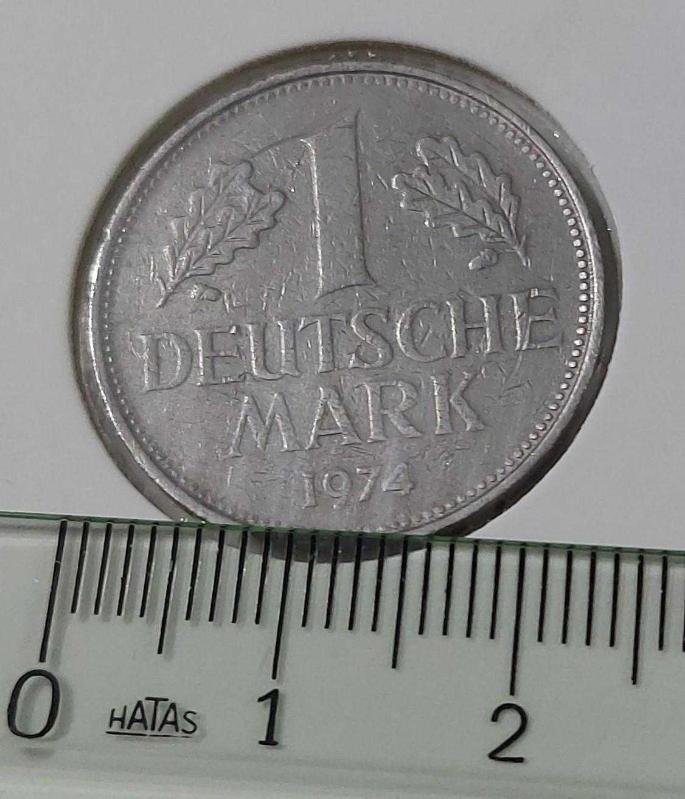 1
DEUTSCHE
MARK
1974
0 1 2
HATAS